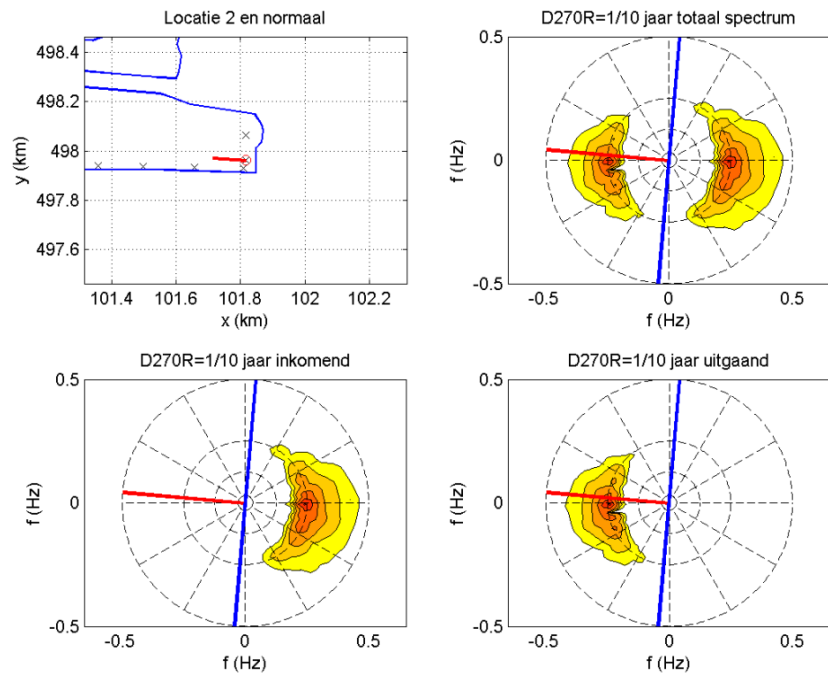 Locatie 2 en normaal
498.4
498.2
498
497.8
497.6
y (km)
101.4 101.6 101.8 102 102.2
x (km)
D270R=1/10 jaar totaal spectrum
0.5
0
-0.5
f (Hz)
-0.5 0 0.5
f (Hz)
D270R=1/10 jaar inkomend
0.5
0
-0.5
f (Hz)
-0.5 0 0.5
f (Hz)
D270R=1/10 jaar uitgaand
0.5
0
-0.5
f (Hz)
-0.5 0 0.5
f (Hz)